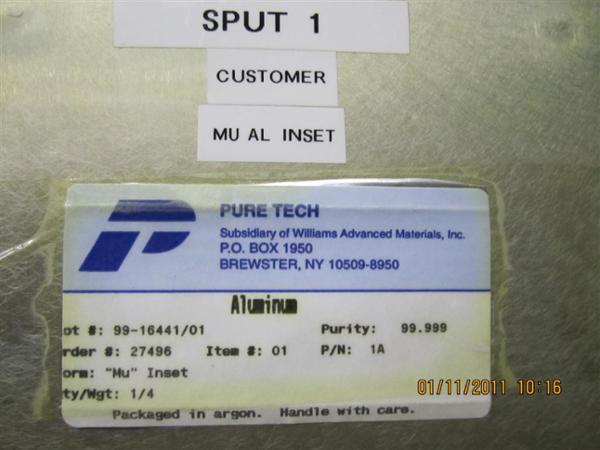 SPUT 1
CUSTOMER
MU AL INSET
PURE TECH
Subsidiary of Williams Advanced Materials, Inc.
P.O. BOX 1950
BREWSTER, NY 10509-8950
Aluminum
ot #: 99-16441/01 Purity: 99.999
rder #: 27496 Item #: 01 P/N: 1A
orm: "Mu" Inset
ty/Wgt: 1/4
Packaged in argon. Handle with care.
01/11/2011 10:16